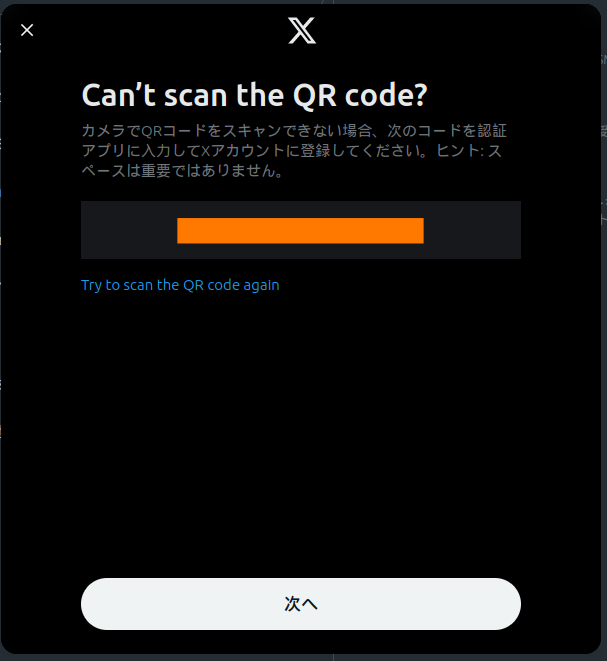 Can’t scan the QR code?
カメラでQRコードをスキャンできない場合、次のコードを認証
アプリに入力してXアカウントに登録してください。ヒント: ス
ペースは重要ではありません。
Try to scan the QR code again
次へ